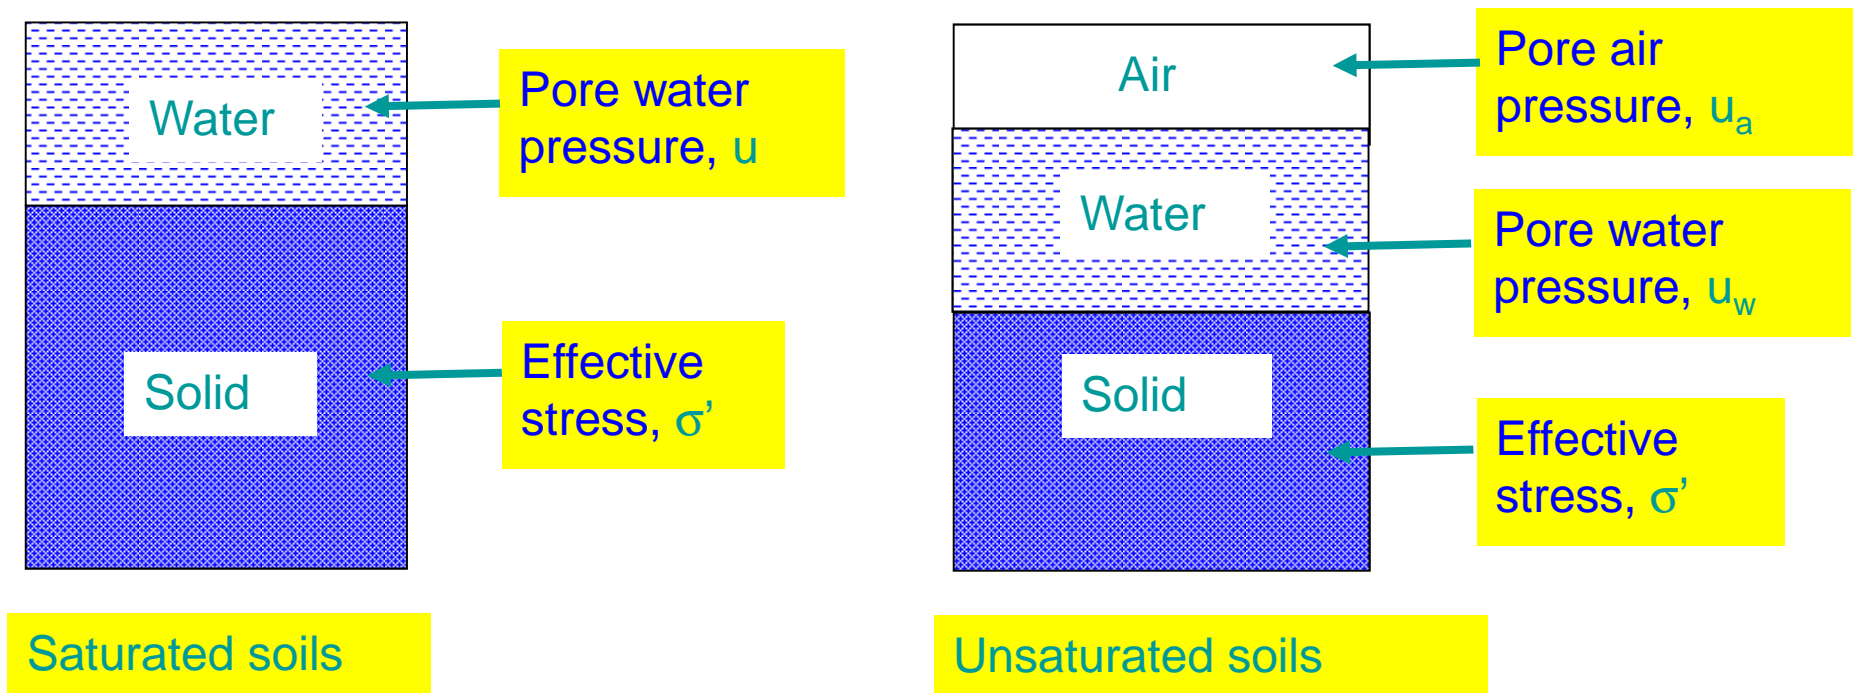 Water
Pore water
pressure, u
Solid
Effective
stress, σ’
Saturated soils
Air
Pore air
pressure, uₐ
Water
Pore water
pressure, u_w
Solid
Effective
stress, σ’
Unsaturated soils